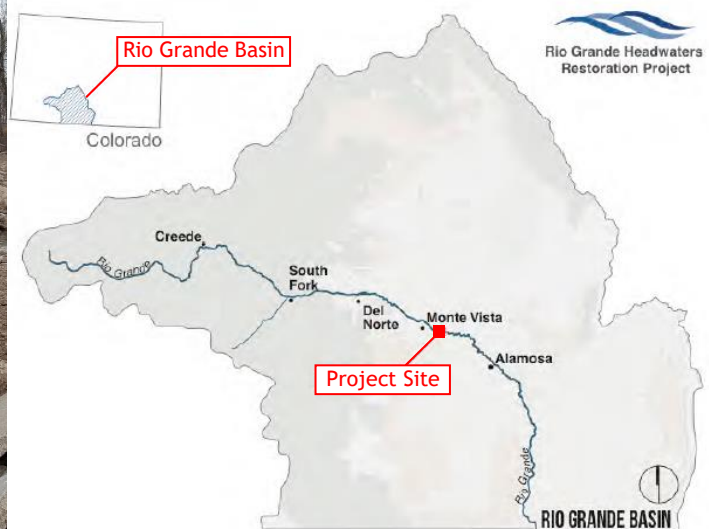 Rio Grande Basin
Colorado
Rio Grande Headwaters
Restoration Project
Creede
Rio Grande
South
Fork
Del
Norte
Monte Vista
Alamosa
Project Site
Rio Grande
RIO GRANDE BASIN